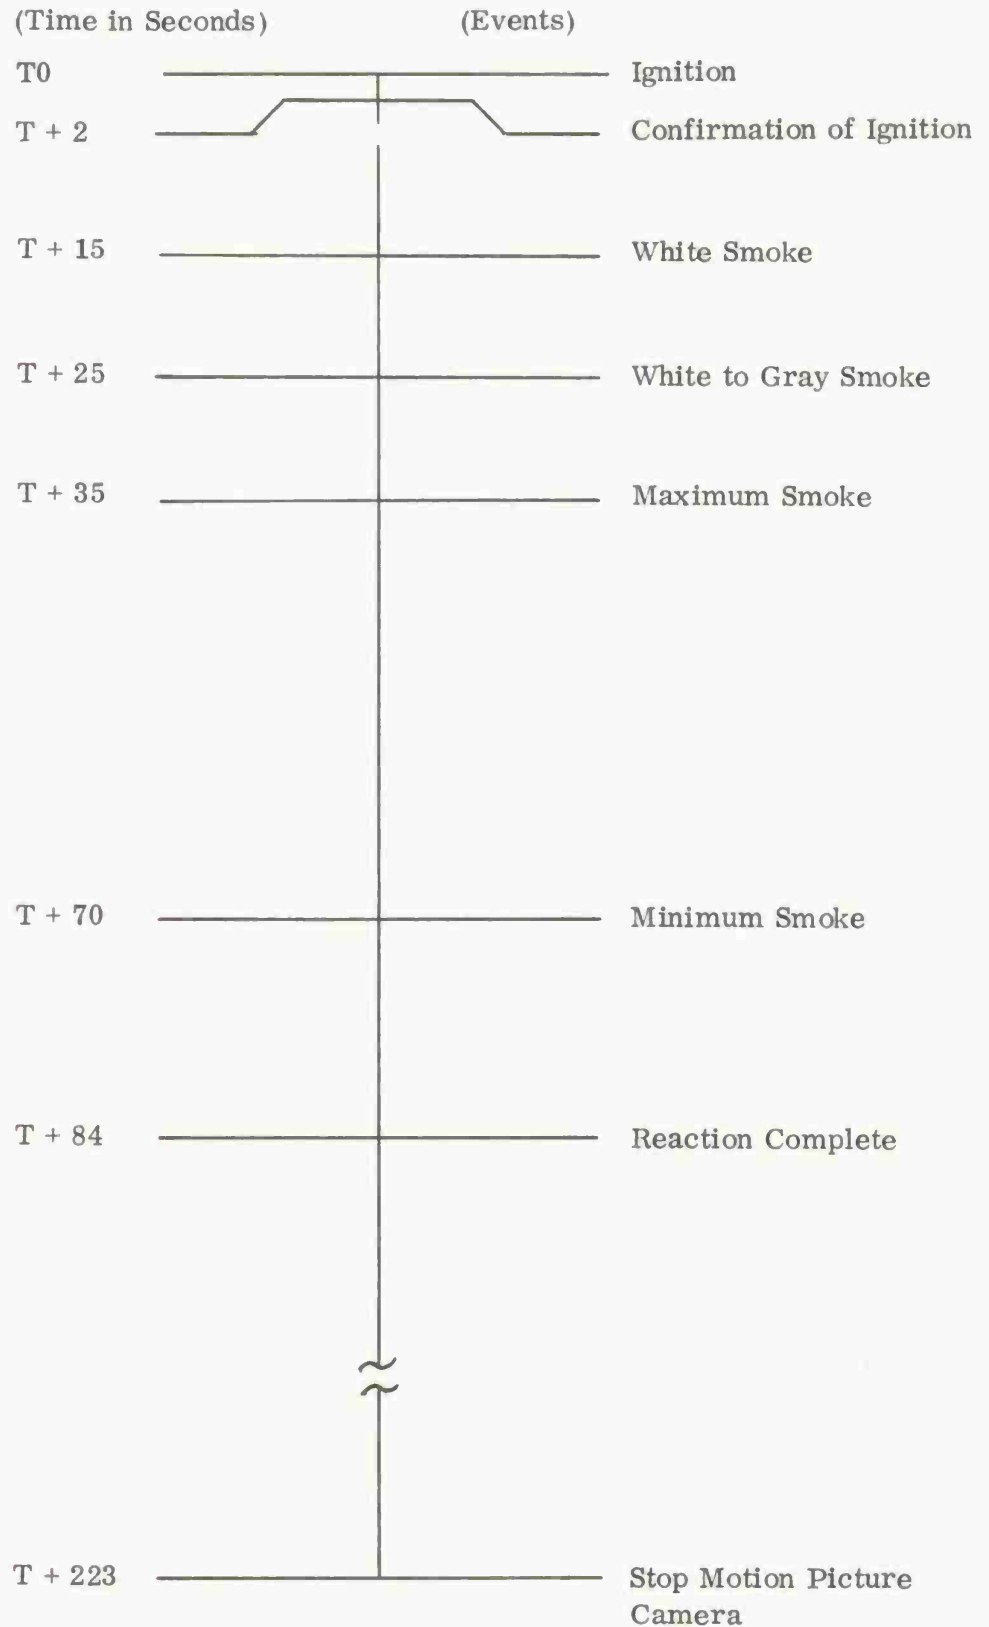 (Time in Seconds) (Events)
T0 Ignition
T + 2 Confirmation of Ignition
T + 15 White Smoke
T + 25 White to Gray Smoke
T + 35 Maximum Smoke
T + 70 Minimum Smoke
T + 84 Reaction Complete
T + 223 Stop Motion Picture
Camera